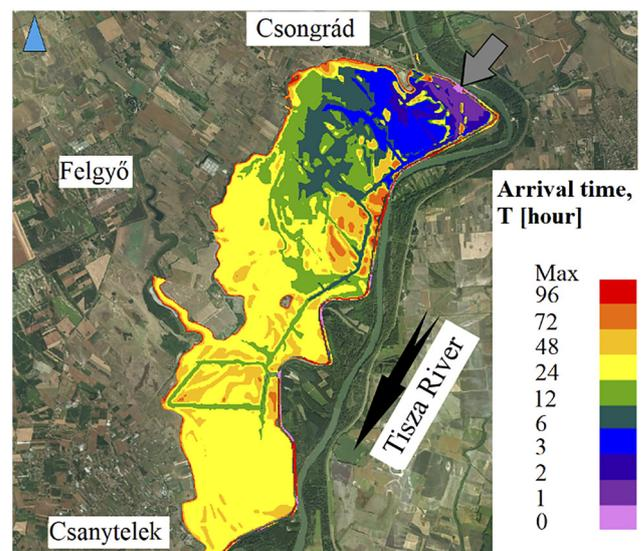 Csongrád
Felgyő
Arrival time,
T [hour]
Max
96
72
48
24
12
6
3
2
1
0
Tisza River
Csanytelek